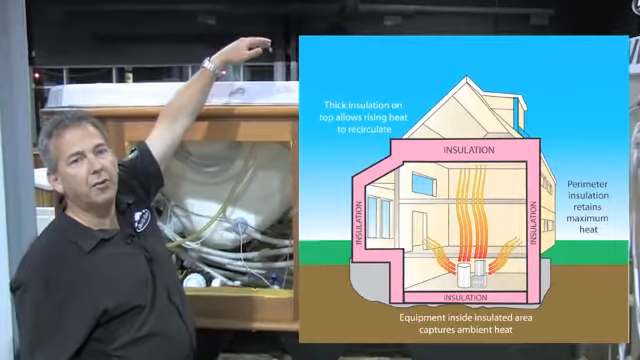 Thick insulation on
top allows rising heat
to recirculate
INSULATION
INSULATION
INSULATION
Perimeter
insulation
retains
maximum
heat
INSULATION
Equipment inside insulated area
captures ambient heat